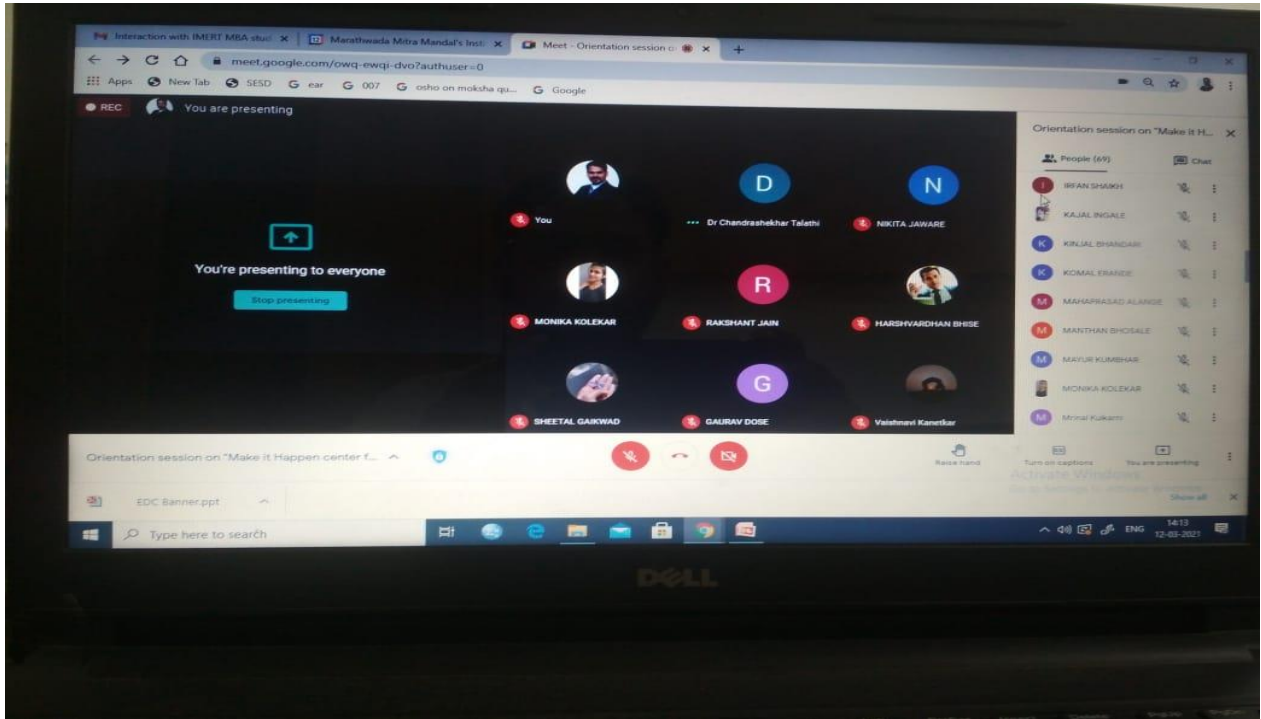 Interaction with IMERT MBA stud
Marathwada Mitra Mandal's Insti
Meet - Orientation session o
meet.google.com/owq-ewqi-dvo?authuser=0
Apps
New Tab
SESD
G ear
G 007
G osho on moksha qu...
G Google
REC
You are presenting
Orientation session on "Make it H...
People (69)
Chat
You're presenting to everyone
Stop presenting
You
D
Dr Chandrashekhar Talathi
N
NIKITA JAWARE
MONIKA KOLEKAR
R
RAKSHANT JAIN
HARSHVARDHAN BHISE
SHEETAL GAIKWAD
G
GAURAV DOSE
Vaishnavi Kanetkar
I IRFAN SHAIKH
KAJAL INGALE
K KINJAL BHANDARI
K KOMAL ERANDE
M MAHAPRASAD ALANGE
M MANTHAN BHOSALE
M MAYUR KUMBHAR
MONIKA KOLEKAR
M Mrinal Kulkarni
Orientation session on "Make it Happen center f...
Raise hand
Turn on captions
You are presenting
Activate Windows
EDC Banner.ppt
Show all
Type here to search
ENG
14:13
12-03-2021
DELL